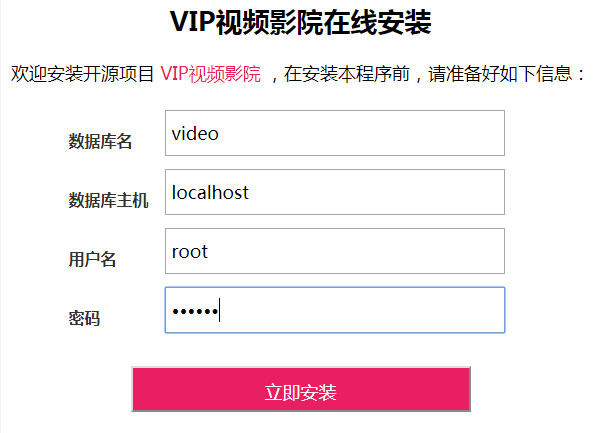 VIP视频影院在线安装
欢迎安装开源项目 VIP视频影院 ，在安装本程序前，请准备好如下信息：
数据库名 video
数据库主机 localhost
用户名 root
密码 ••••••
立即安装